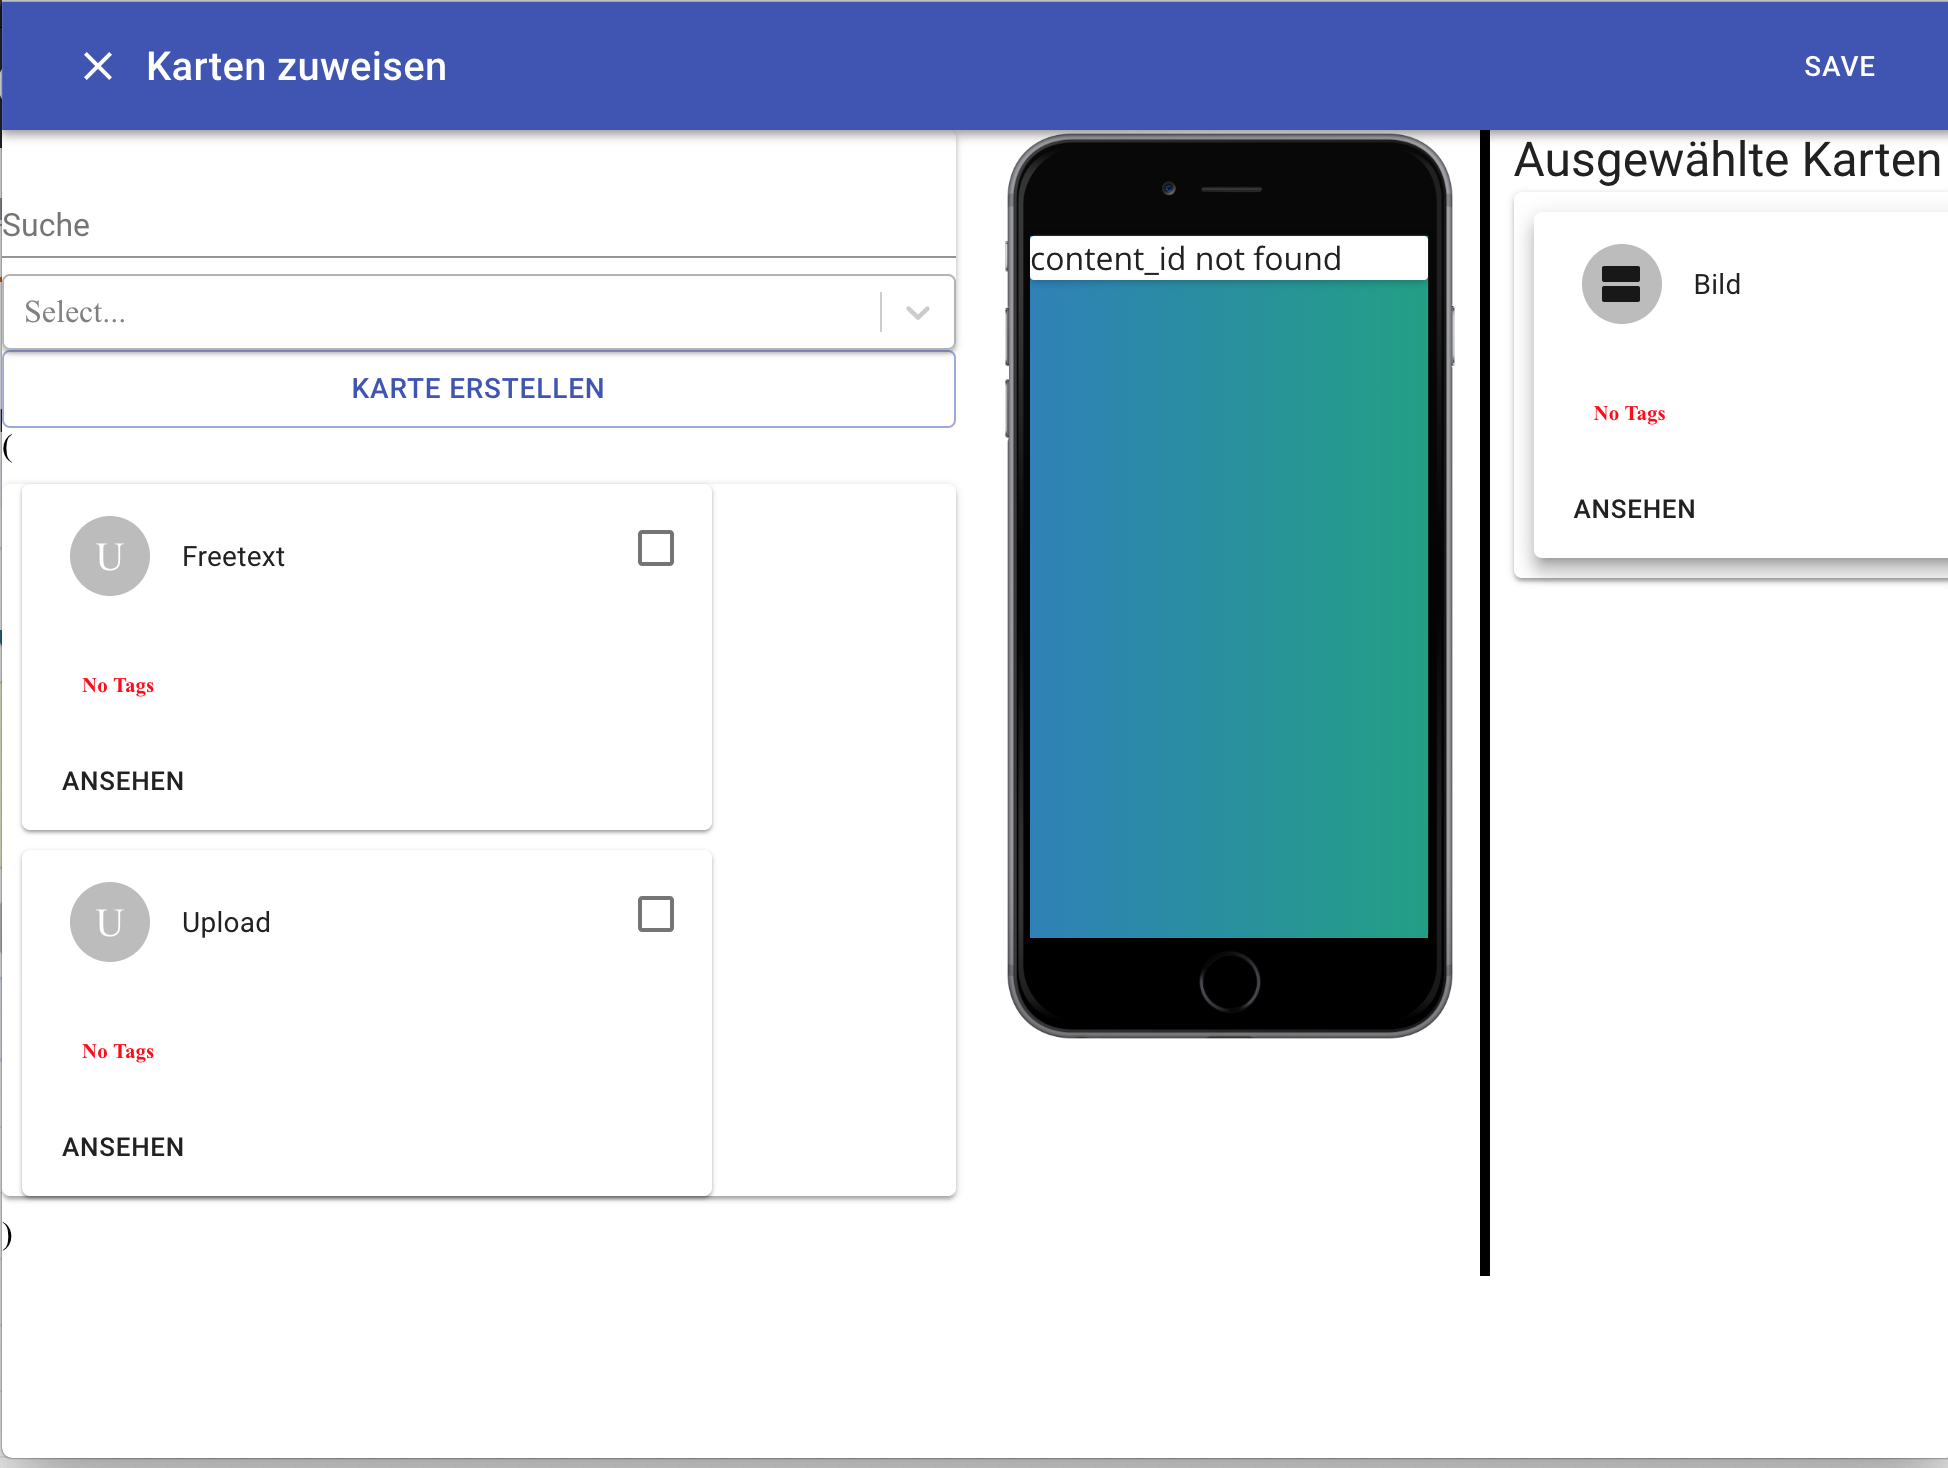 Karten zuweisen
SAVE
Suche
Select...
KARTE ERSTELLEN
(
U
Freetext
No Tags
ANSEHEN
U
Upload
No Tags
ANSEHEN
)
content_id not found
Ausgewählte Karten
Bild
No Tags
ANSEHEN